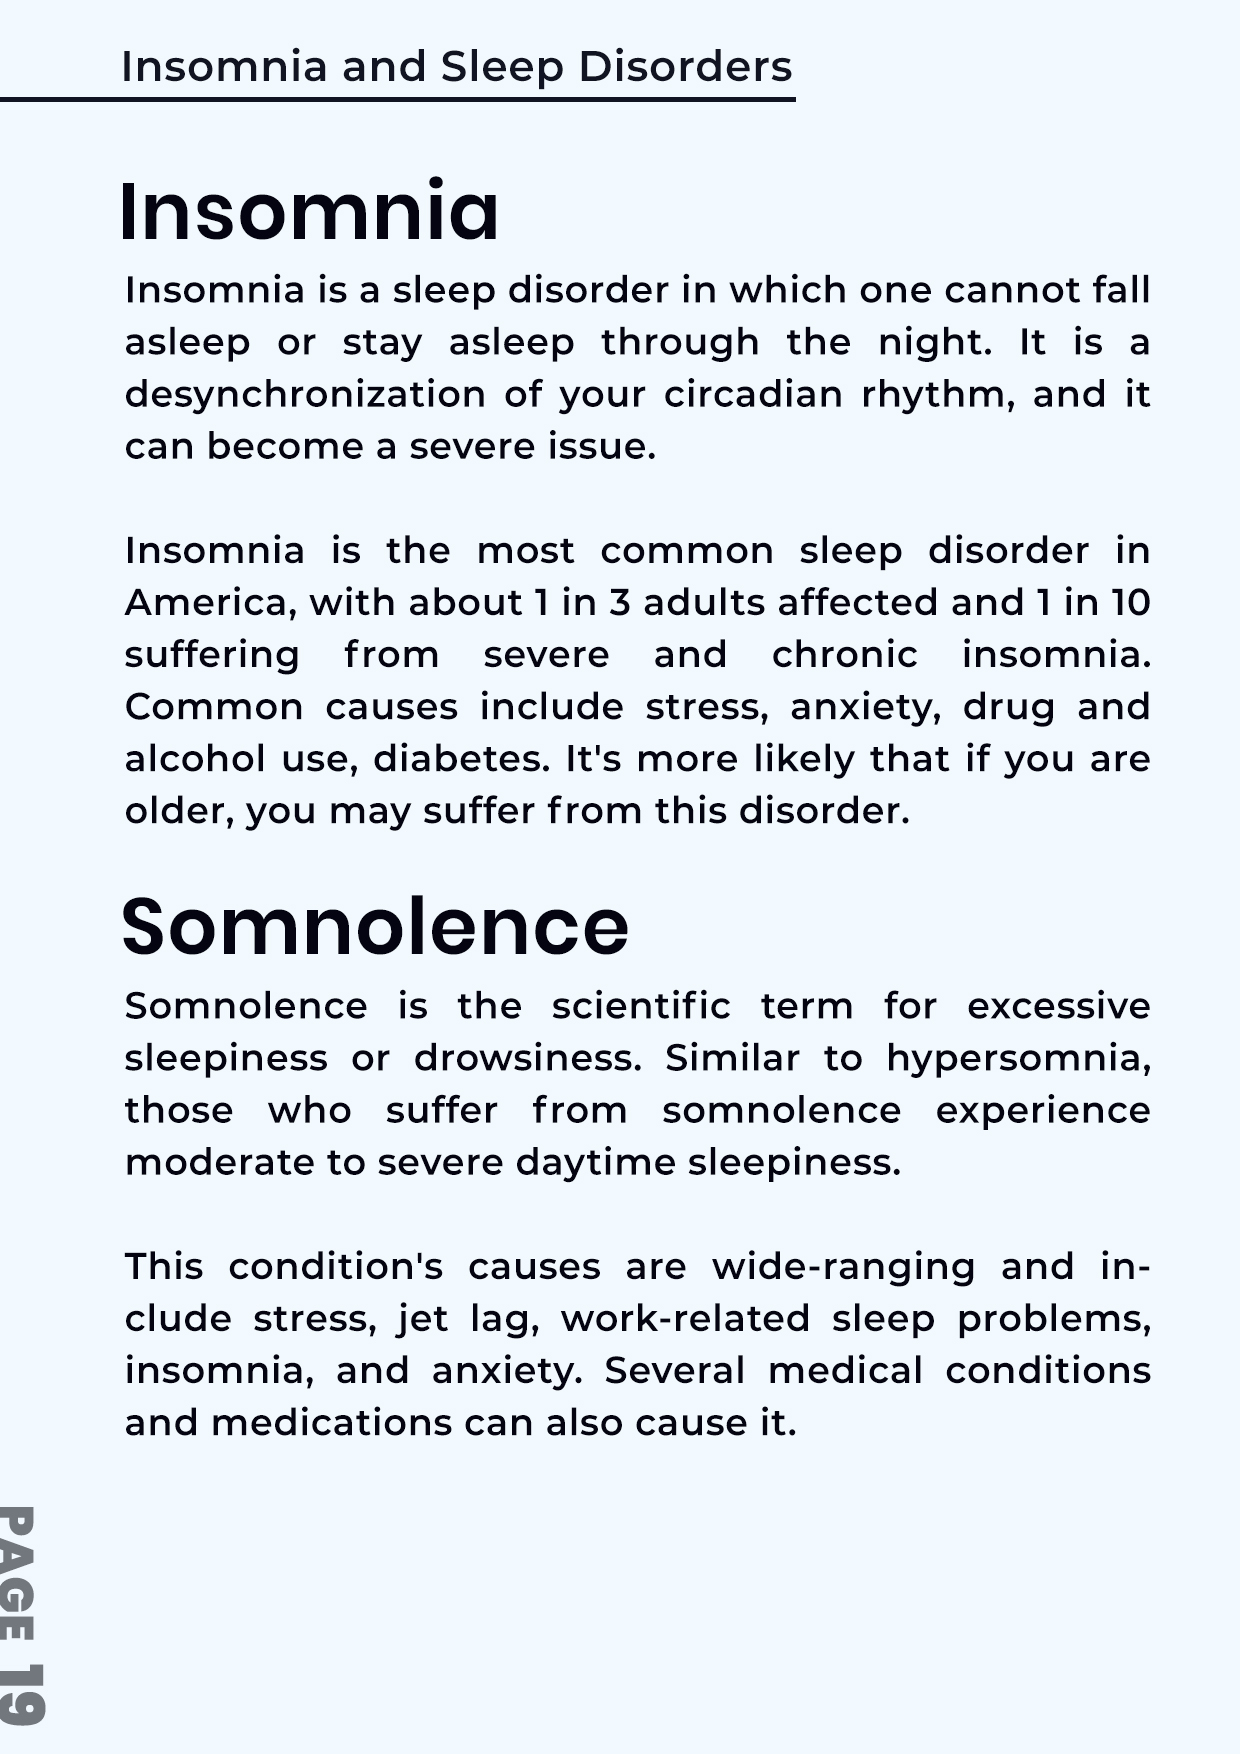 Insomnia and Sleep Disorders
Insomnia
Insomnia is a sleep disorder in which one cannot fall
asleep or stay asleep through the night. It is a
desynchronization of your circadian rhythm, and it
can become a severe issue.
Insomnia is the most common sleep disorder in
America, with about 1 in 3 adults affected and 1 in 10
suffering from severe and chronic insomnia.
Common causes include stress, anxiety, drug and
alcohol use, diabetes. It's more likely that if you are
older, you may suffer from this disorder.
Somnolence
Somnolence is the scientific term for excessive
sleepiness or drowsiness. Similar to hypersomnia,
those who suffer from somnolence experience
moderate to severe daytime sleepiness.
This condition's causes are wide-ranging and in-
clude stress, jet lag, work-related sleep problems,
insomnia, and anxiety. Several medical conditions
and medications can also cause it.
PAGE 19